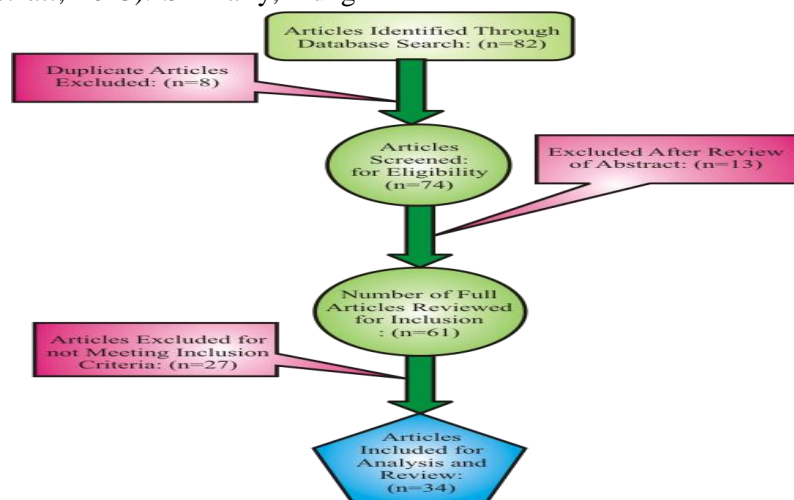 Articles Identified Through
Database Search: (n=82)
Duplicate Articles
Excluded: (n=8)
Articles
Screened:
for Eligibility
(n=74)
Excluded After Review
of Abstract: (n=13)
Number of Full
Articles Reviewed
for Inclusion
: (n=61)
Articles Excluded for
not Meeting Inclusion
Criteria: (n=27)
Articles
Included for
Analysis and
Review:
(n=34)